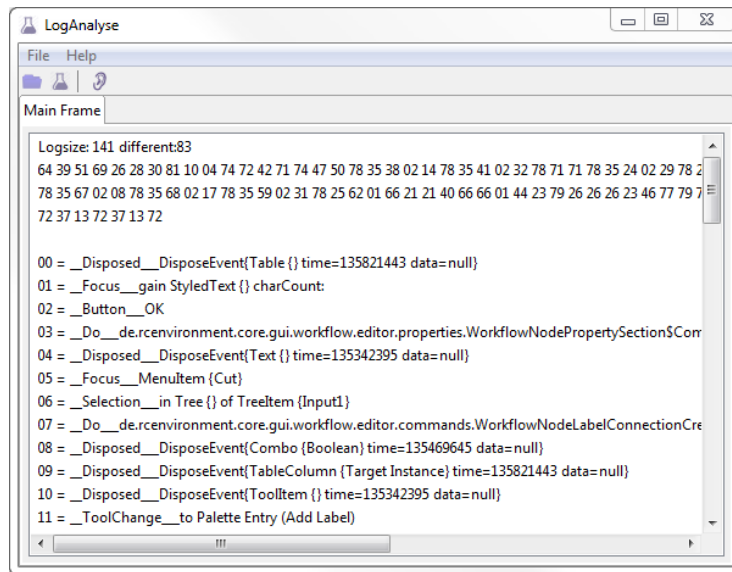 LogAnalyse
File Help
Main Frame
Logsize: 141 different:83
64 39 51 69 26 28 30 81 10 04 74 72 42 71 74 47 50 78 35 38 02 14 78 35 41 02 32 78 71 71 78 35 24 02 29 78
78 35 67 02 08 78 35 68 02 17 78 35 59 02 31 78 25 62 01 66 21 21 40 66 66 01 44 23 79 26 26 26 23 46 77 79
72 37 13 72 37 13 72
00 = __Disposed___DisposeEvent{Table {} time=135821443 data=null}
01 = __Focus___gain StyledText {} charCount:
02 = __Button___OK
03 = __Do___de.rcenvironment.core.gui.workflow.editor.properties.WorkflowNodePropertySection$Com
04 = __Disposed___DisposeEvent{Text {} time=135342395 data=null}
05 = __Focus___MenuItem {Cut}
06 = __Selection___in Tree {} of TreeItem {Input1}
07 = __Do___de.rcenvironment.core.gui.workflow.editor.commands.WorkflowNodeLabelConnectionCre
08 = __Disposed___DisposeEvent{Combo {Boolean} time=135469645 data=null}
09 = __Disposed___DisposeEvent{TableColumn {Target Instance} time=135821443 data=null}
10 = __Disposed___DisposeEvent{ToolItem {} time=135342395 data=null}
11 = __ToolChange___to Palette Entry (Add Label)